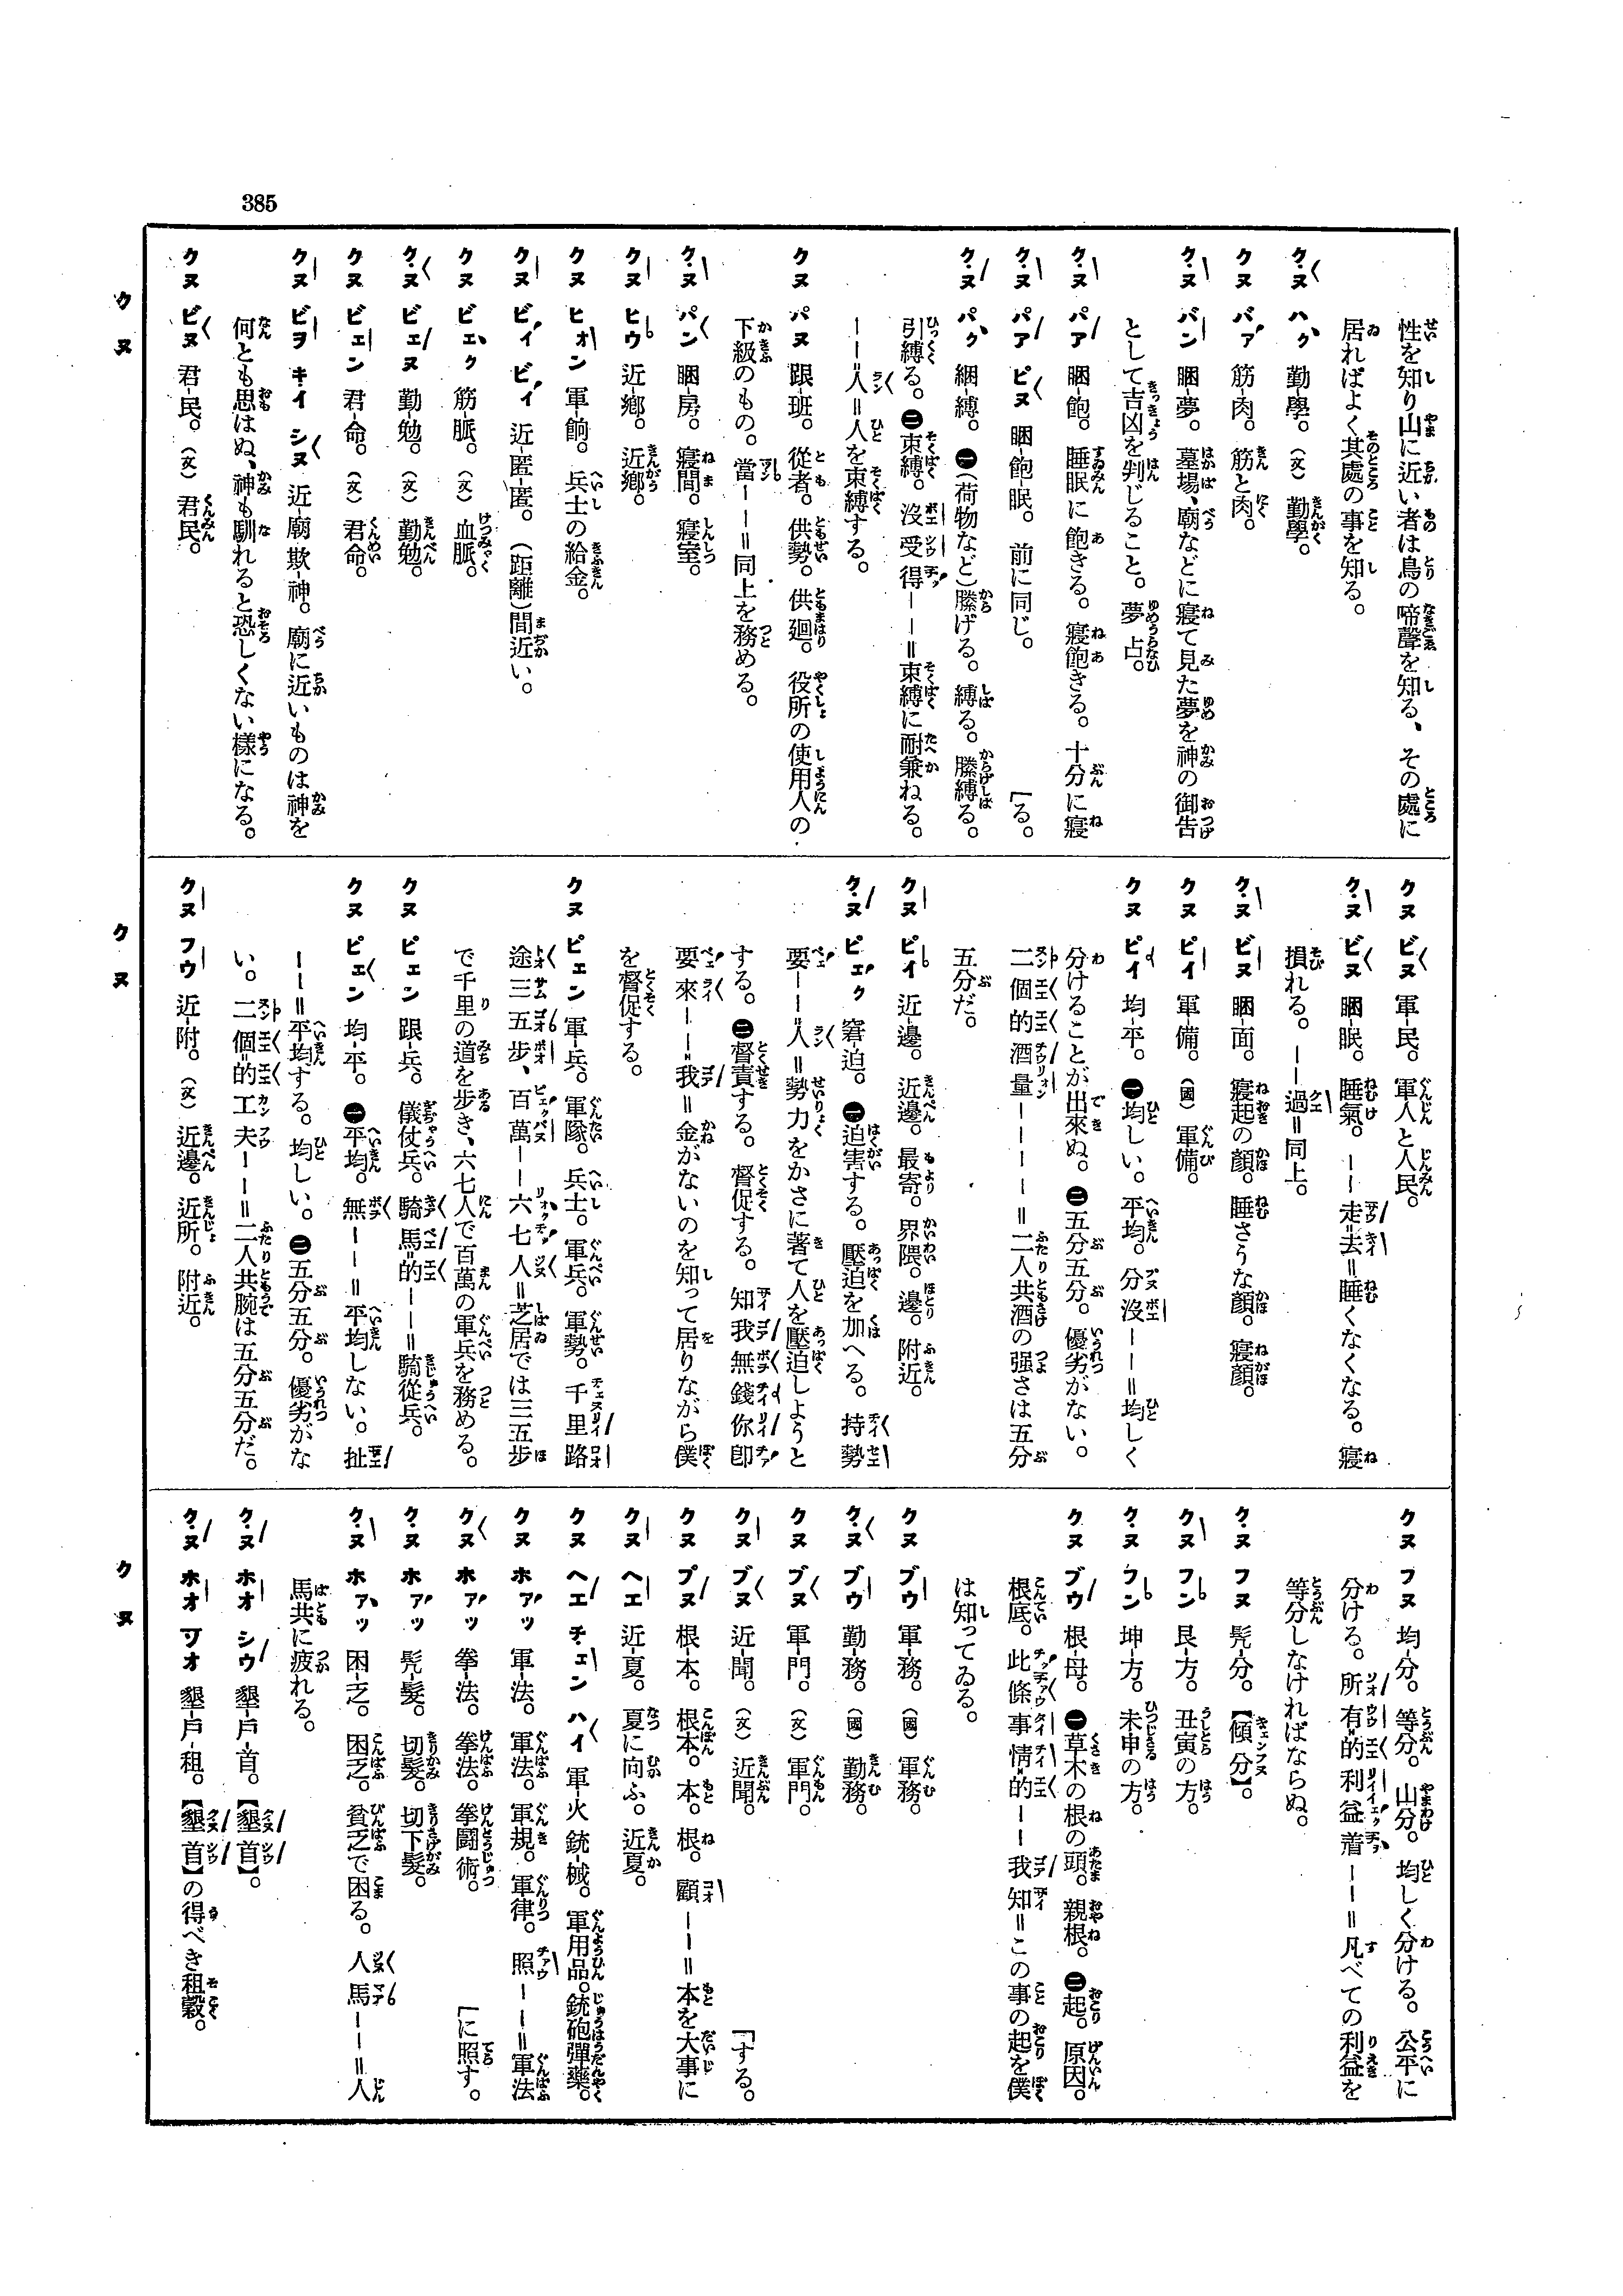 385
性を知り山に近い者は鳥の啼聲を知る、その處に
居ればよく其處の事を知る。
クヌ ハク 勤-學。（文）勤學。
クヌ バァ 筋-肉。筋と肉。
クヌ バン 睏-夢。墓場、廟などに寢て見た夢を神の御告
として吉凶を判じること。夢占。
クヌ パア 睏-飽。睡眠に飽きる。寢飽きる。十分に寢
クヌ パア ビヌ 睏-飽-眠。前に同じ。 「る。
クヌ パク 綑-縛。㊀（荷物など）縢げる。縛る。縢縛る。
引縛る。㊁束縛。沒受得――＝束縛に耐兼ねる。
――人＝人を束縛する。
クヌ パヌ 跟-班。從者。供勢。供廻。役所の使用人の
下級のもの。當――＝同上を務める。
クヌ パン 睏-房。寢間。寢室。
クヌ ヒウ 近-鄕。近鄕。
クヌ ヒオン 軍-餉。兵士の給金。
クヌ ビィ ビィ 近-匿-匿。（距離）間近い。
クヌ ビェク 筋-脈。（文）血脈。
クヌ ビェヌ 勤-勉。（文）勤勉。
クヌ ビェン 君-命。（文）君命。
クヌ ビヲ キイ シヌ 近-廟 欺-神。廟に近いものは神を
何とも思はぬ、神も馴れると恐しくない樣になる。
クヌ ビヌ 君-民。（文）君民。
クヌ
クヌ ビヌ 軍-民。軍人と人民。
クヌ ビヌ 睏-眠。睡氣。――走=去＝睡くなくなる。寢
損れる。――過＝同上。
クヌ ビヌ 睏-面。寢起の顏。睡さうな顏。寢顏。
クヌ ピイ 軍-備。（國）軍備。
クヌ ピイ 均-平。㊀均しい。平均。分沒――＝均しく
分けることが出來ぬ。㊁五分五分。優劣がない。
二個的酒量――――＝二人共酒の强さは五分
五分だ。
クヌ ピイ 近-邊。近邊。最寄。界隈。邊。附近。
クヌ ピェク 窘-迫。㊀迫害する。壓迫を加へる。持勢
要――人＝勢力をかさに著て人を壓迫しようと
する。㊁督責する。督促する。知我無錢你卽
要來――我＝金がないのを知って居りながら僕
を督促する。
クヌ ピェン 軍-兵。軍隊。兵士。軍兵。軍勢。千里路
途三五步、百萬――六七人＝芝居では三五步
で千里の道を步き、六七人で百萬の軍兵を務める。
クヌ ピェン 跟-兵。儀仗兵。騎馬的――＝騎從兵。
クヌ ピェン 均-平。㊀平均。無――＝平均しない。扯
――＝平均する。均しい。㊁五分五分。優劣がな
い。二個=的工夫――＝二人共腕は五分五分だ。
クヌ フウ 近-附。（文）近邊。近所。附近。
クヌ
クヌ フヌ 均-分。等分。山分。均しく分ける。公平に
分ける。所有=的利益着――＝凡べての利益を
等分しなければならぬ。
クヌ フヌ 髡-分。【傾分】。
クヌ フン 艮-方。丑寅の方。
クヌ フン 坤-方。未申の方。
クヌ ブウ 根-母。㊀草木の根の頭。親根。㊁起。原因。
根底。此條事情=的――我知＝この事の起を僕
は知ってゐる。
クヌ ブウ 軍-務。（國）軍務。
クヌ ブウ 勤-務。（國）勤務。
クヌ ブヌ 軍-門。（文）軍門。
クヌ ブヌ 近-聞。（文）近聞。 「する。
クヌ プヌ 根-本。根本。本。根。顧――＝本を大事に
クヌ ヘエ 近-夏。夏に向ふ。近夏。
クヌ ヘエ チェン ハイ 軍-火 銃-械。軍用品。銃砲彈藥。
クヌ ホァッ 軍-法。軍法。軍規。軍律。照――＝軍法
クヌ ホァッ 拳-法。拳法。拳鬪術。 「に照す。
クヌ ホァッ 髡-髮。切髮。切下髮。
クヌ ホァッ 困-乏。困乏。貧乏で困る。人馬――＝人
馬共に疲れる。
クヌ ホオ シウ 墾-戶-首。【墾首】。
クヌ ホオ ツオ 墾-戶-租。【墾首】の得べき租穀。
クヌ